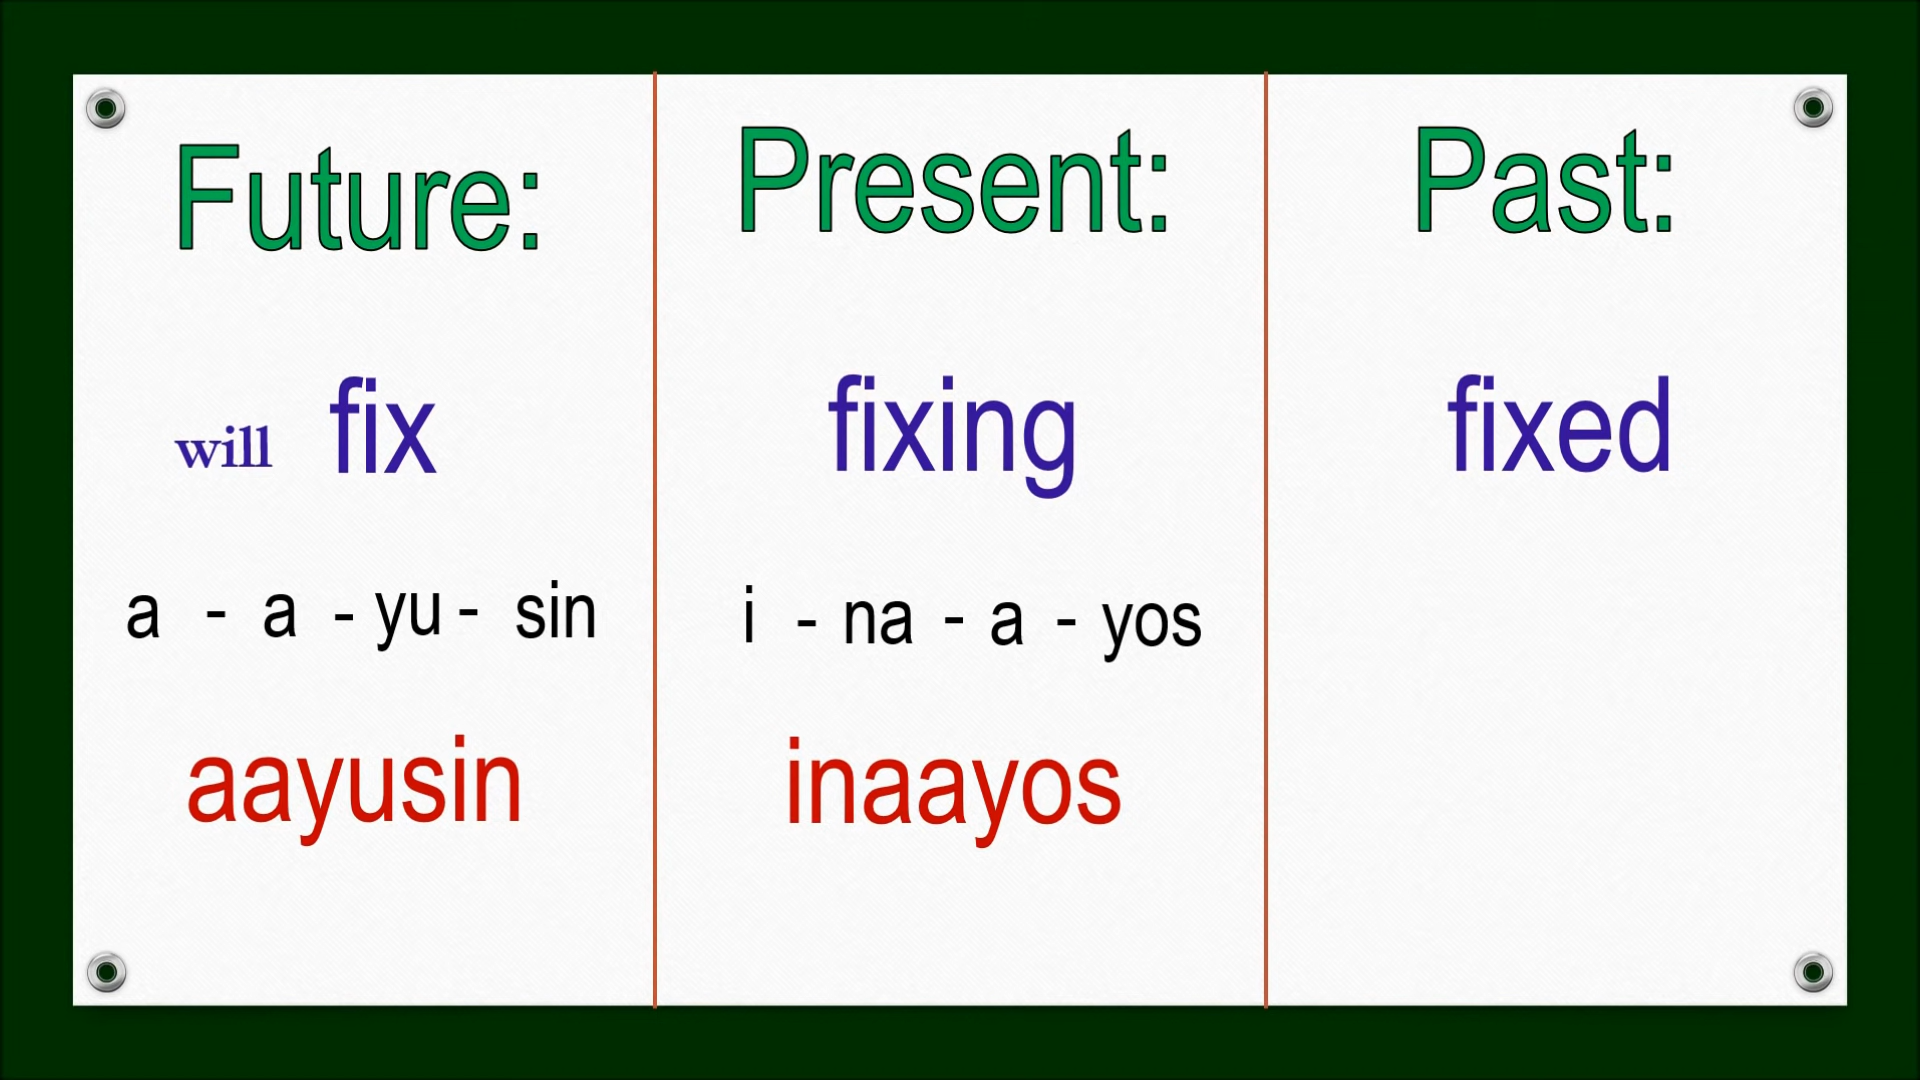 Future:
will fix
a - a - yu - sin
aayusin
Present:
fixing
i - na - a - yos
inaayos
Past:
fixed